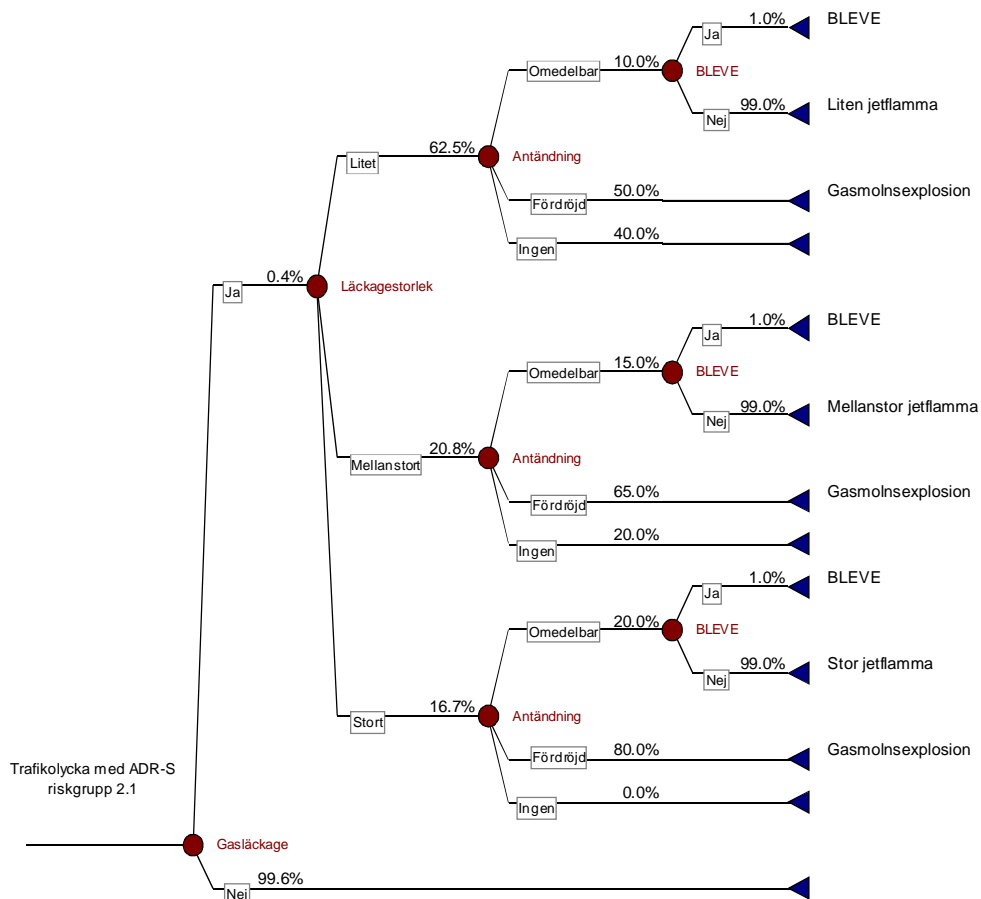 Ja 1.0% BLEVE
Omedelbar 10.0% BLEVE
Nej 99.0% Liten jetflamma
Litet 62.5% Antändning
Fördröjd 50.0% Gasmolnsexplosion
Ingen 40.0%
Ja 0.4% Läckagestorlek
Ja 1.0% BLEVE
Omedelbar 15.0% BLEVE
Nej 99.0% Mellanstor jetflamma
Mellanstort 20.8% Antändning
Fördröjd 65.0% Gasmolnsexplosion
Ingen 20.0%
Ja 1.0% BLEVE
Omedelbar 20.0% BLEVE
Nej 99.0% Stor jetflamma
Stort 16.7% Antändning
Fördröjd 80.0% Gasmolnsexplosion
Ingen 0.0%
Trafikolycka med ADR-S
riskgrupp 2.1
Gasläckage
Nej 99.6%